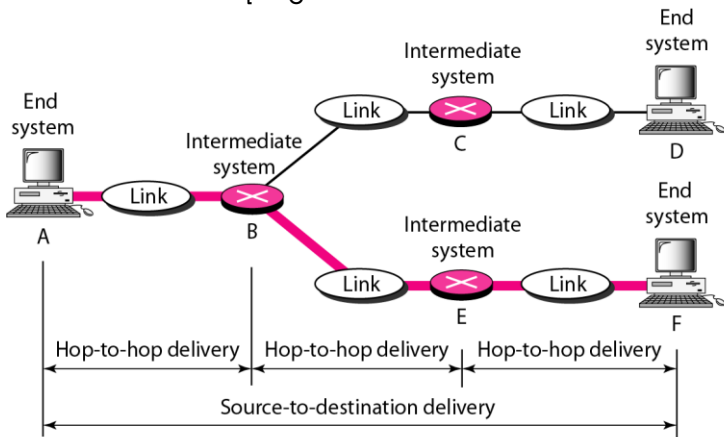 End
system
Intermediate
system
Link
Link
C
D
End
system
Intermediate
system
Link
A
B
End
system
Intermediate
system
Link
Link
E
F
Hop-to-hop delivery
Hop-to-hop delivery
Hop-to-hop delivery
Source-to-destination delivery